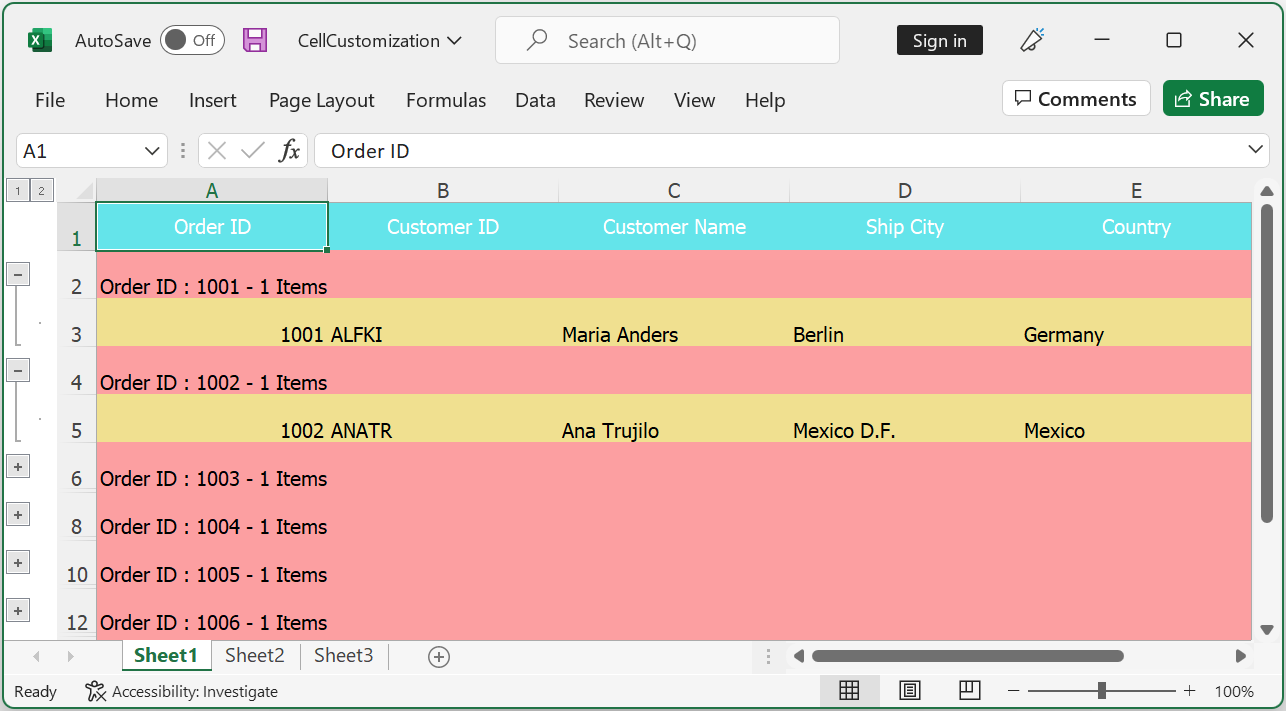 X AutoSave Off CellCustomization Search (Alt+Q) Sign in
File Home Insert Page Layout Formulas Data Review View Help Comments Share
A1 fx Order ID
1 2 A B C D E
1 Order ID Customer ID Customer Name Ship City Country
2 Order ID : 1001 - 1 Items
3 1001 ALFKI Maria Anders Berlin Germany
4 Order ID : 1002 - 1 Items
5 1002 ANATR Ana Trujilo Mexico D.F. Mexico
6 Order ID : 1003 - 1 Items
8 Order ID : 1004 - 1 Items
10 Order ID : 1005 - 1 Items
12 Order ID : 1006 - 1 Items
Sheet1 Sheet2 Sheet3
Ready Accessibility: Investigate 100%